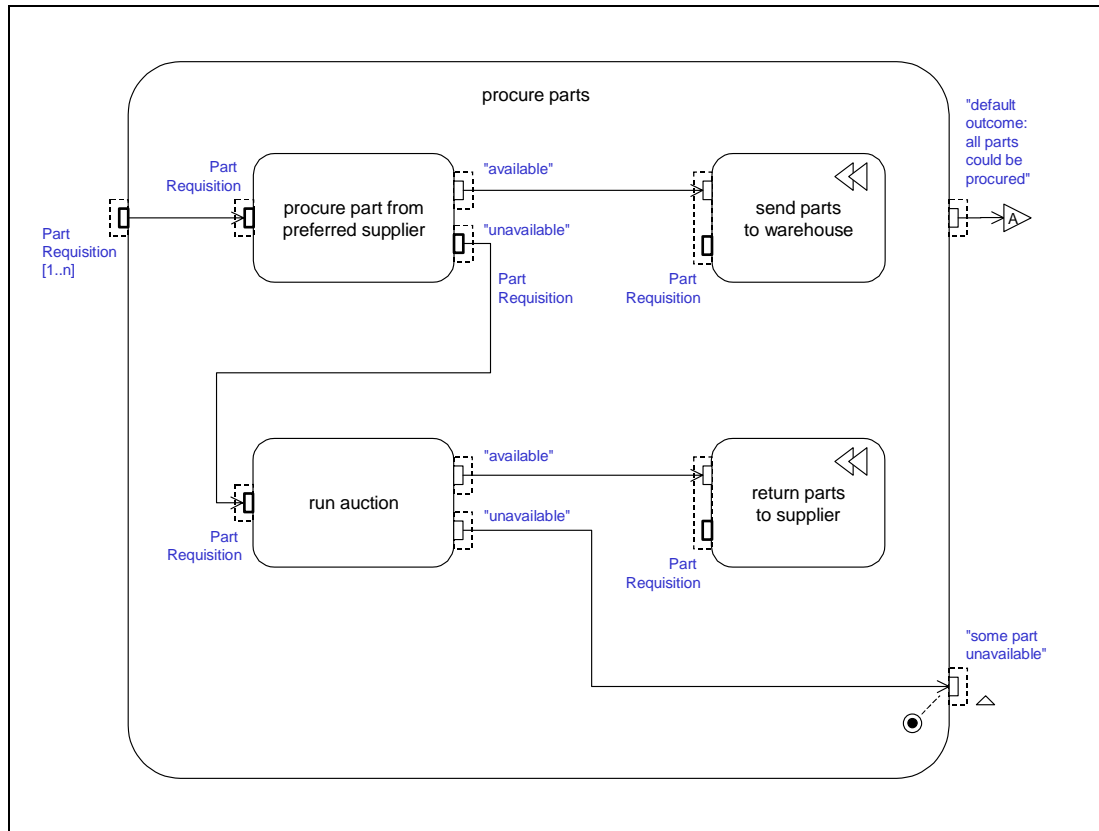 procure parts
"default
outcome:
all parts
could be
procured"
Part
Requisition
"available"
procure part from
preferred supplier
send parts
to warehouse
A
Part
Requisition
[1..n]
"unavailable"
Part
Requisition
Part
Requisition
"available"
run auction
return parts
to supplier
"unavailable"
Part
Requisition
Part
Requisition
"some part
unavailable"